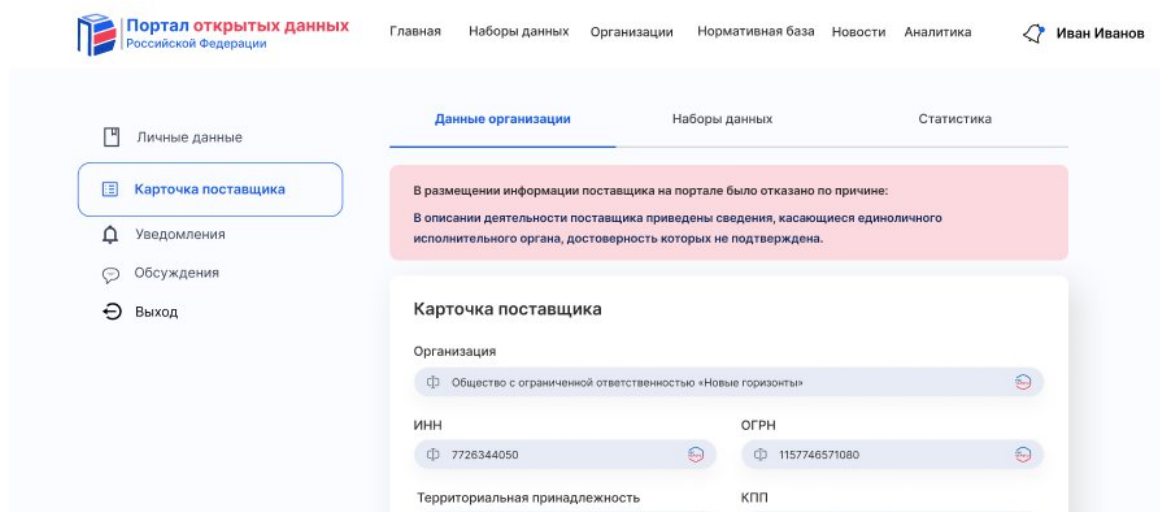 Портал открытых данных
Российской Федерации
Главная Наборы данных Организации Нормативная база Новости Аналитика Иван Иванов
Данные организации Наборы данных Статистика
Личные данные
Карточка поставщика
Уведомления
Обсуждения
Выход
В размещении информации поставщика на портале было отказано по причине:
В описании деятельности поставщика приведены сведения, касающиеся единоличного
исполнительного органа, достоверность которых не подтверждена.
Карточка поставщика
Организация
Общество с ограниченной ответственностью «Новые горизонты»
ИНН ОГРН
7726344050 1157746571080
Территориальная принадлежность КПП